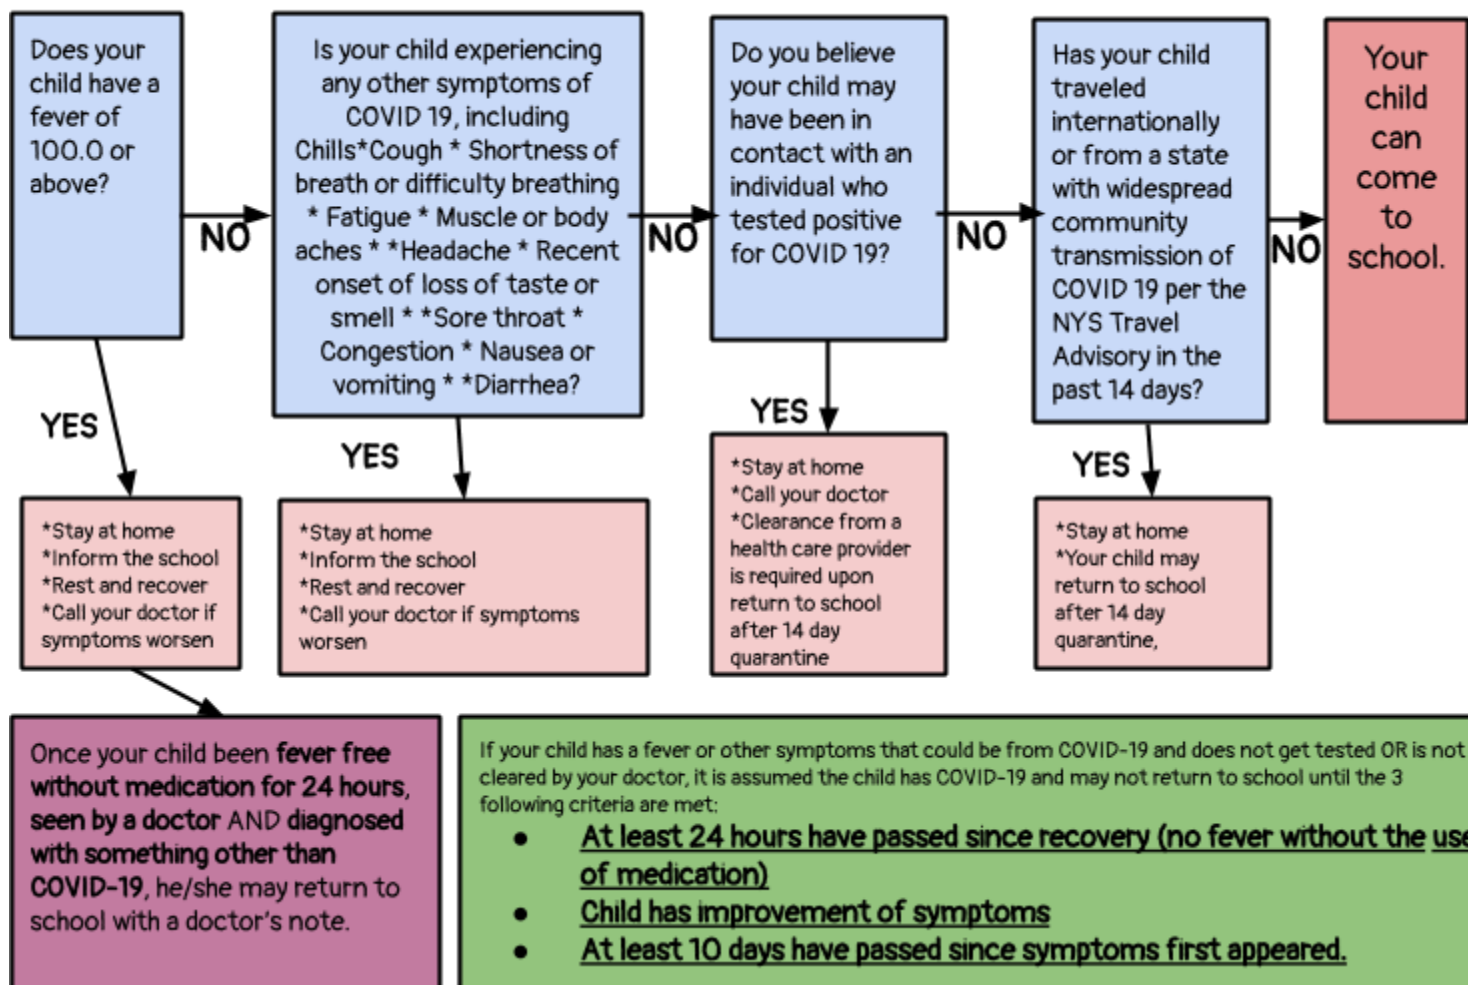 Does your
child have a
fever of
100.0 or
above?
NO
YES
*Stay at home
*Inform the school
*Rest and recover
*Call your doctor if
symptoms worsen
Is your child experiencing
any other symptoms of
COVID 19, including
Chills*Cough * Shortness of
breath or difficulty breathing
* Fatigue * Muscle or body
aches * *Headache * Recent
onset of loss of taste or
smell * *Sore throat *
Congestion * Nausea or
vomiting * *Diarrhea?
NO
YES
*Stay at home
*Inform the school
*Rest and recover
*Call your doctor if symptoms
worsen
Do you believe
your child may
have been in
contact with an
individual who
tested positive
for COVID 19?
NO
YES
*Stay at home
*Call your doctor
*Clearance from a
health care provider
is required upon
return to school
after 14 day
quarantine
Has your child
traveled
internationally
or from a state
with widespread
community
transmission of
COVID 19 per the
NYS Travel
Advisory in the
past 14 days?
NO
YES
*Stay at home
*Your child may
return to school
after 14 day
quarantine,
Your
child
can
come
to
school.
Once your child been fever free
without medication for 24 hours,
seen by a doctor AND diagnosed
with something other than
COVID-19, he/she may return to
school with a doctor's note.
If your child has a fever or other symptoms that could be from COVID-19 and does not get tested OR is not
cleared by your doctor, it is assumed the child has COVID-19 and may not return to school until the 3
following criteria are met:
● At least 24 hours have passed since recovery (no fever without the use
of medication)
● Child has improvement of symptoms
● At least 10 days have passed since symptoms first appeared.